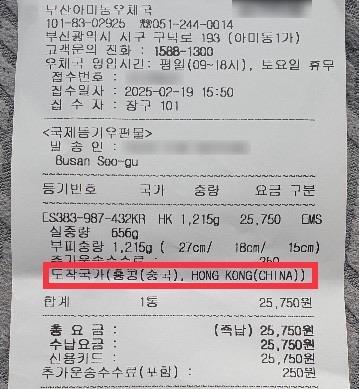 부산아미동우체국
101-83-02925 ☎051-244-0014
부산광역시 서구 구덕로 193 (아미동1가)
고객문의 전화 : 1588-1300
우체국 영업시간: 평일(09~18시), 토요일 휴무
접수번호 :
접수일시 : 2025-02-19 15:50
접 수 자 : 창구 101
<국제등기우편물>
발 송 인 :
Busan Seo-gu
등기번호 국가 중량 요금 구분
ES383-987-432KR HK 1,215g 25,750 EMS
실중량 656g
부피중량 1,215g ( 27cm/ 18cm/ 15cm)
추가운송수수료 : 250
도착국가(홍콩(중국), HONG KONG(CHINA))
합계 1통 25,750원
총 요 금 : (즉납) 25,750원
수납요금 : 25,750원
신용카드 : 25,750원
추가운송수수료(포함) : 250원